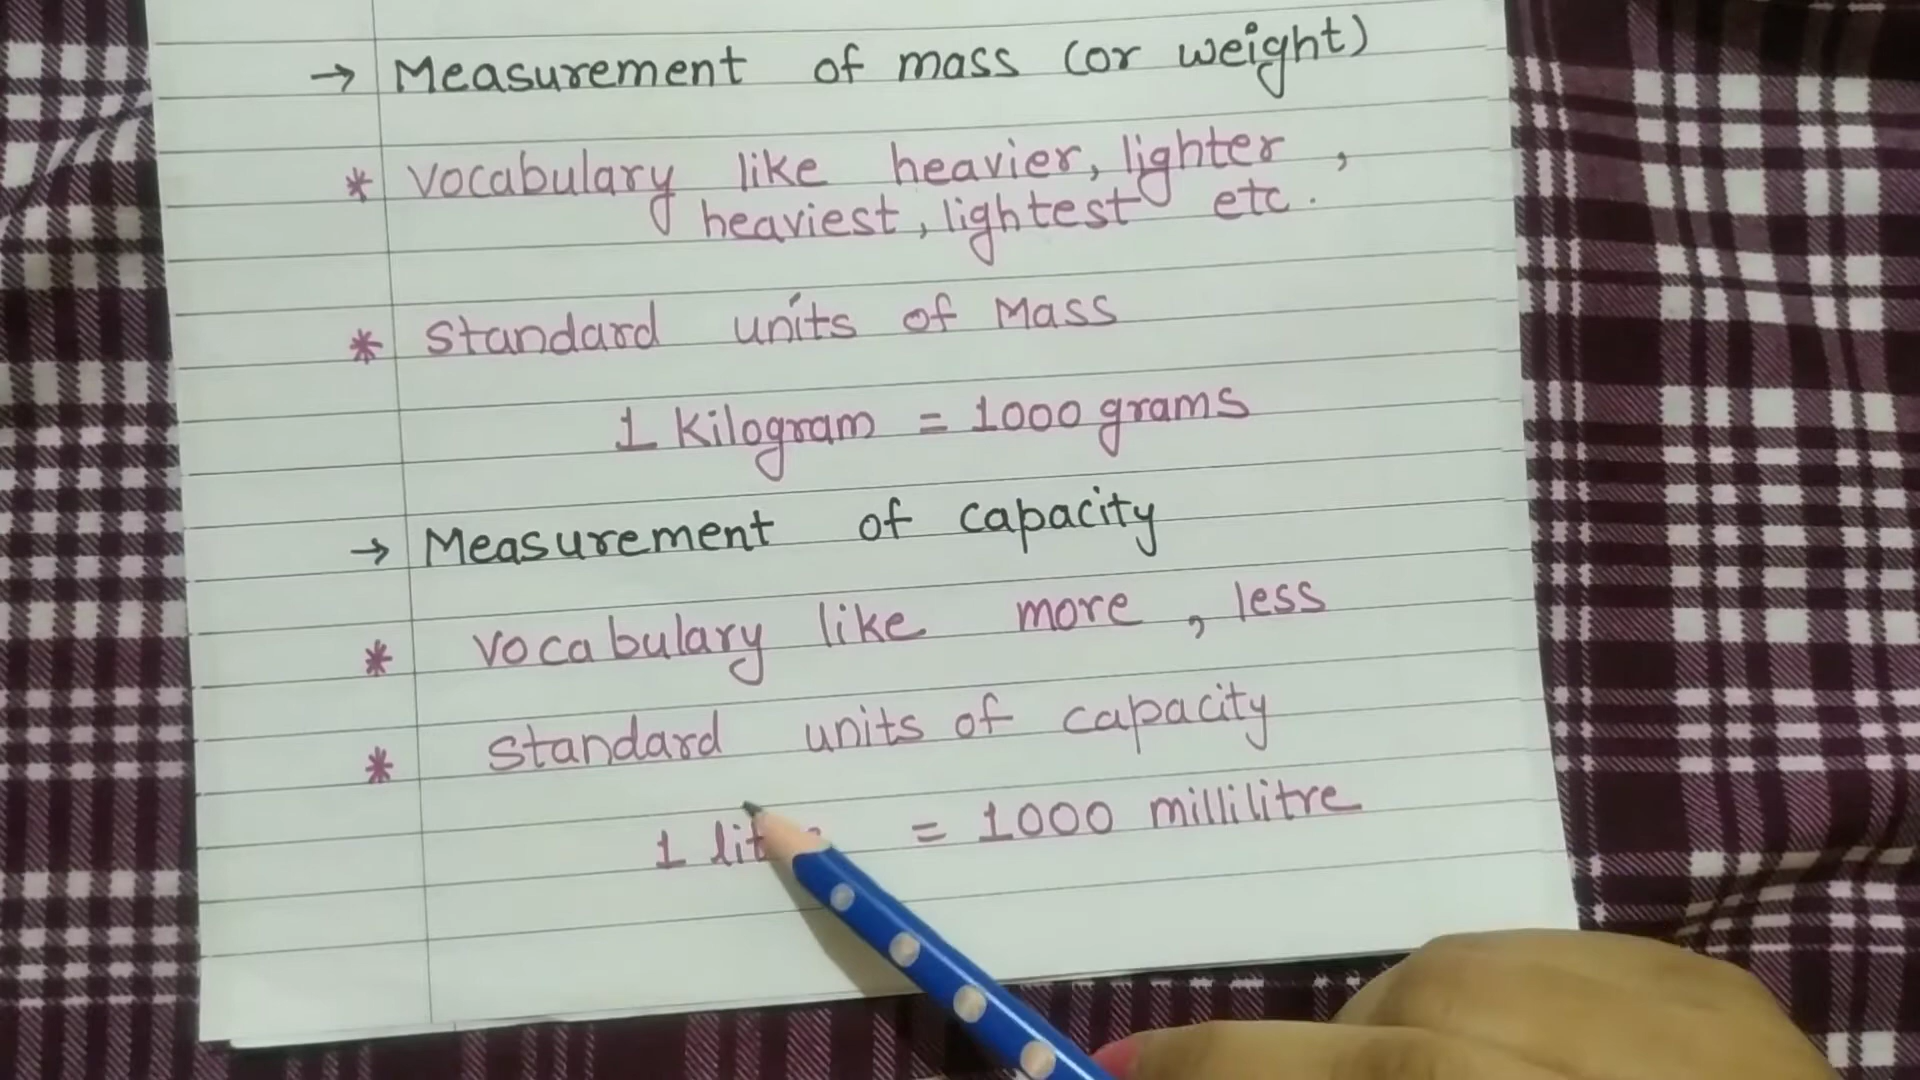 → Measurement of mass (or weight)
* vocabulary like heavier, lighter ,
heaviest, lightest etc.
* standard units of Mass
1 Kilogram = 1000 grams
→ Measurement of capacity
* vocabulary like more , less
* standard units of capacity
1 = 1000 millilitre